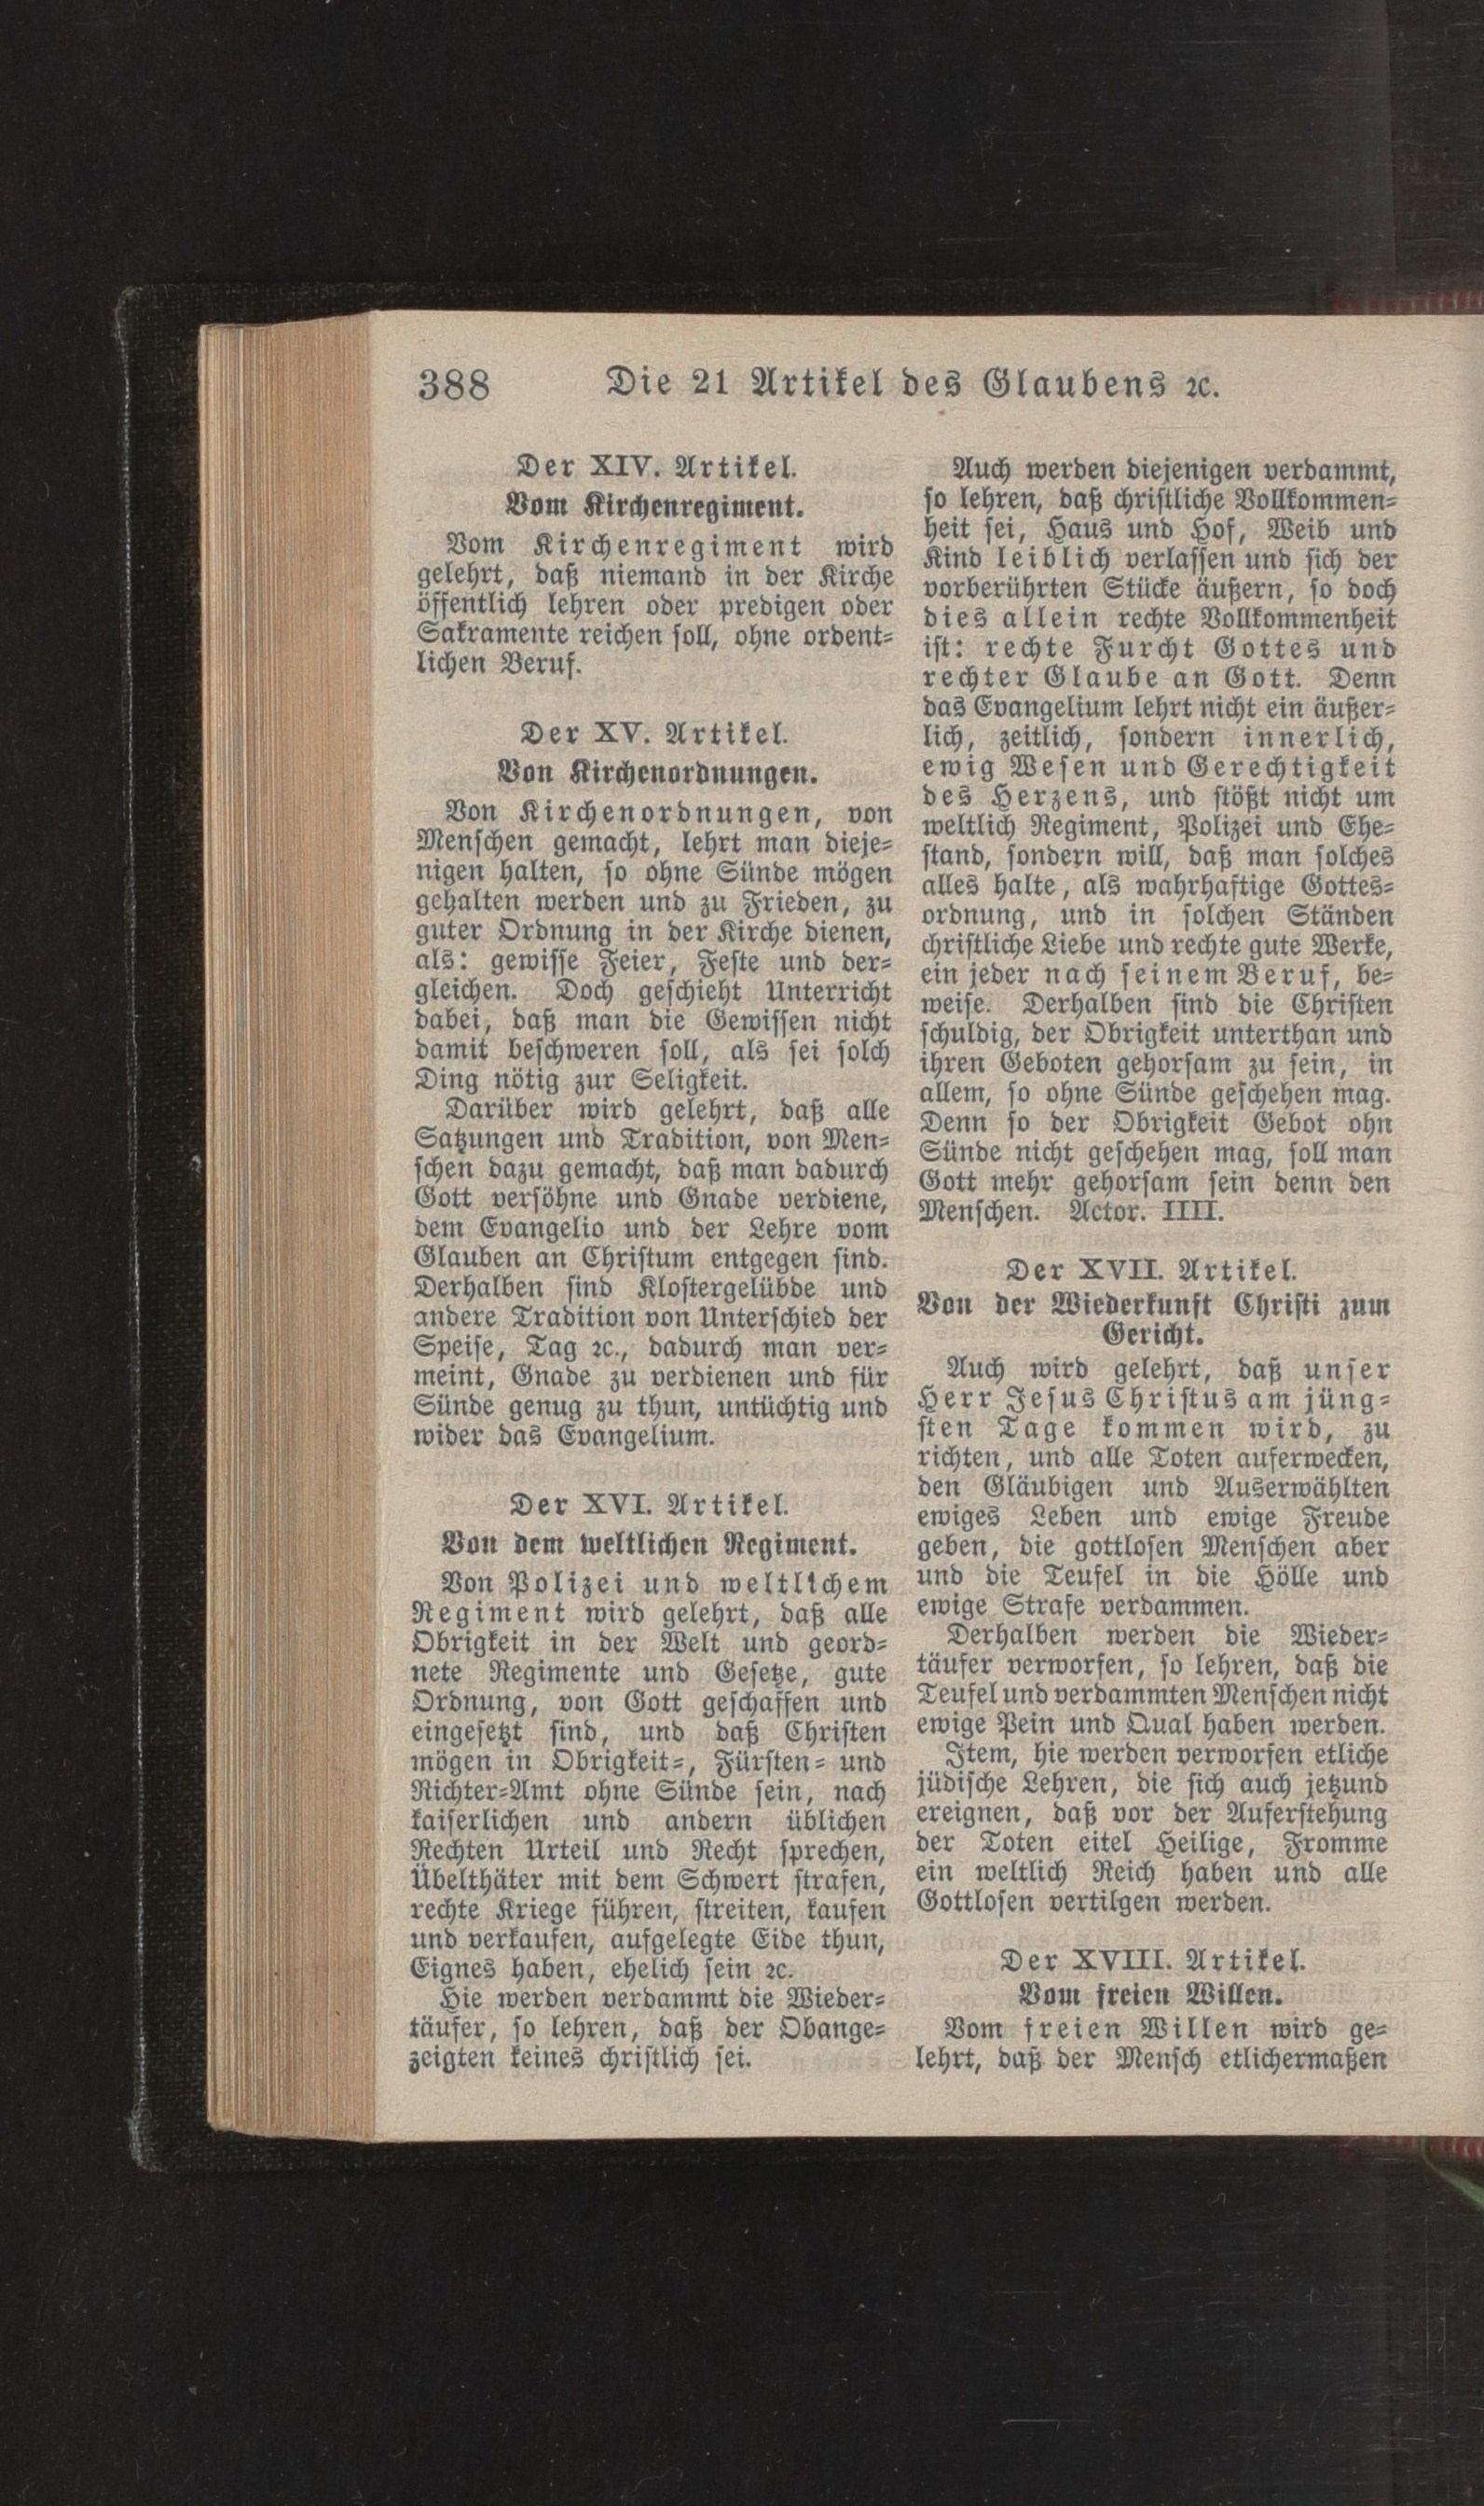 388 Die 21 Artikel des Glaubens ꝛc.
Der XIV. Artikel.
Vom Kirchenregiment.
Vom Kirchenregiment wird
gelehrt, daß niemand in der Kirche
öffentlich lehren oder predigen oder
Sakramente reichen soll, ohne ordent=
lichen Beruf.
Der XV. Artikel.
Von Kirchenordnungen.
Von Kirchenordnungen, von
Menschen gemacht, lehrt man dieje=
nigen halten, so ohne Sünde mögen
gehalten werden und zu Frieden, zu
guter Ordnung in der Kirche dienen,
als: gewisse Feier, Feste und der=
gleichen. Doch geschieht Unterricht
dabei, daß man die Gewissen nicht
damit beschweren soll, als sei solch
Ding nötig zur Seligkeit.
Darüber wird gelehrt, daß alle
Satzungen und Tradition, von Men=
schen dazu gemacht, daß man dadurch
Gott versöhne und Gnade verdiene,
dem Evangelio und der Lehre vom
Glauben an Christum entgegen sind.
Derhalben sind Klostergelübde und
andere Tradition von Unterschied der
Speise, Tag ꝛc., dadurch man ver=
meint, Gnade zu verdienen und für
Sünde genug zu thun, untüchtig und
wider das Evangelium.
Der XVI. Artikel.
Von dem weltlichen Regiment.
Von Polizei und weltlichem
Regiment wird gelehrt, daß alle
Obrigkeit in der Welt und geord=
nete Regimente und Gesetze, gute
Ordnung, von Gott geschaffen und
eingesetzt sind, und daß Christen
mögen in Obrigkeit=, Fürsten= und
Richter=Amt ohne Sünde sein, nach
kaiserlichen und andern üblichen
Rechten Urteil und Recht sprechen,
Übelthäter mit dem Schwert strafen,
rechte Kriege führen, streiten, kaufen
und verkaufen, aufgelegte Eide thun,
Eignes haben, ehelich sein ꝛc.
Hie werden verdammt die Wieder=
täufer, so lehren, daß der Obange=
zeigten keines christlich sei.
Auch werden diejenigen verdammt,
so lehren, daß christliche Vollkommen=
heit sei, Haus und Hof, Weib und
Kind leiblich verlassen und sich der
vorberührten Stücke äußern, so doch
dies allein rechte Vollkommenheit
ist: rechte Furcht Gottes und
rechter Glaube an Gott. Denn
das Evangelium lehrt nicht ein äußer=
lich, zeitlich, sondern innerlich,
ewig Wesen und Gerechtigkeit
des Herzens, und stößt nicht um
weltlich Regiment, Polizei und Ehe=
stand, sondern will, daß man solches
alles halte, als wahrhaftige Gottes=
ordnung, und in solchen Ständen
christliche Liebe und rechte gute Werke,
ein jeder nach seinem Beruf, be=
weise. Derhalben sind die Christen
schuldig, der Obrigkeit unterthan und
ihren Geboten gehorsam zu sein, in
allem, so ohne Sünde geschehen mag.
Denn so der Obrigkeit Gebot ohn
Sünde nicht geschehen mag, soll man
Gott mehr gehorsam sein denn den
Menschen. Actor. IIII.
Der XVII. Artikel.
Von der Wiederkunft Christi zum
Gericht.
Auch wird gelehrt, daß unser
Herr Jesus Christus am jüng=
sten Tage kommen wird, zu
richten, und alle Toten auferwecken,
den Gläubigen und Auserwählten
ewiges Leben und ewige Freude
geben, die gottlosen Menschen aber
und die Teufel in die Hölle und
ewige Strafe verdammen.
Derhalben werden die Wieder=
täufer verworfen, so lehren, daß die
Teufel und verdammten Menschen nicht
ewige Pein und Qual haben werden.
Item, hie werden verworfen etliche
jüdische Lehren, die sich auch jetzund
ereignen, daß vor der Auferstehung
der Toten eitel Heilige, Fromme
ein weltlich Reich haben und alle
Gottlosen vertilgen werden.
Der XVIII. Artikel.
Vom freien Willen.
Vom freien Willen wird ge=
lehrt, daß der Mensch etlichermaßen